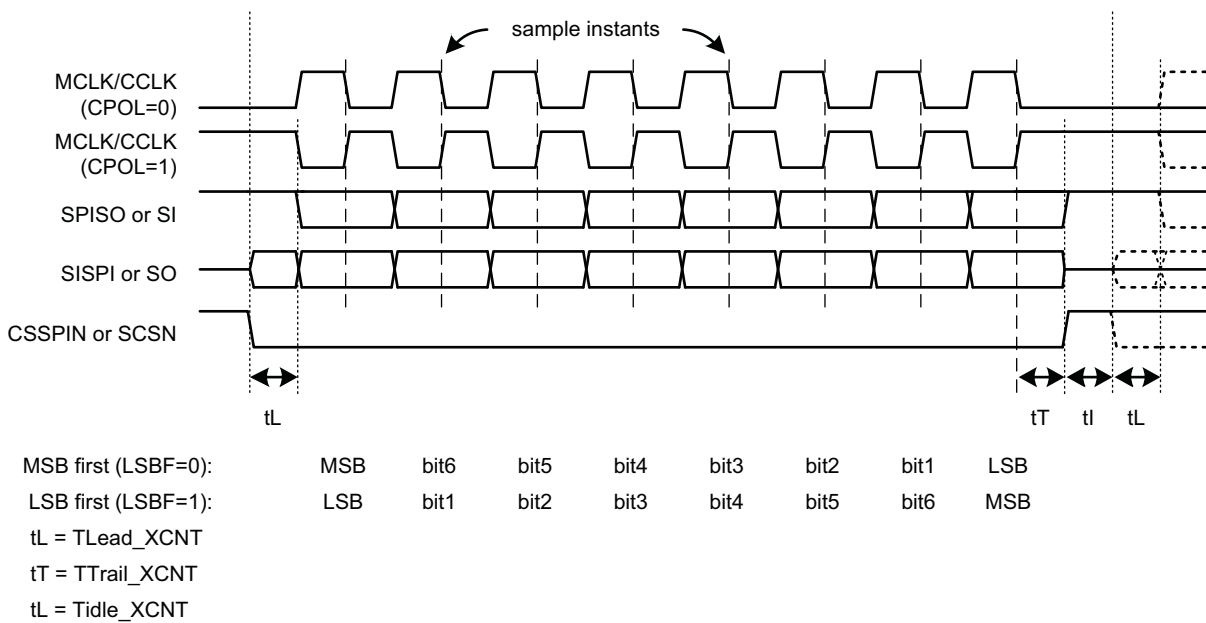 sample instants
MCLK/CCLK
(CPOL=0)
MCLK/CCLK
(CPOL=1)
SPISO or SI
SISPI or SO
CSSPIN or SCSN
tL tT tI tL
MSB first (LSBF=0): MSB bit6 bit5 bit4 bit3 bit2 bit1 LSB
LSB first (LSBF=1): LSB bit1 bit2 bit3 bit4 bit5 bit6 MSB
tL = TLead_XCNT
tT = TTrail_XCNT
tL = Tidle_XCNT